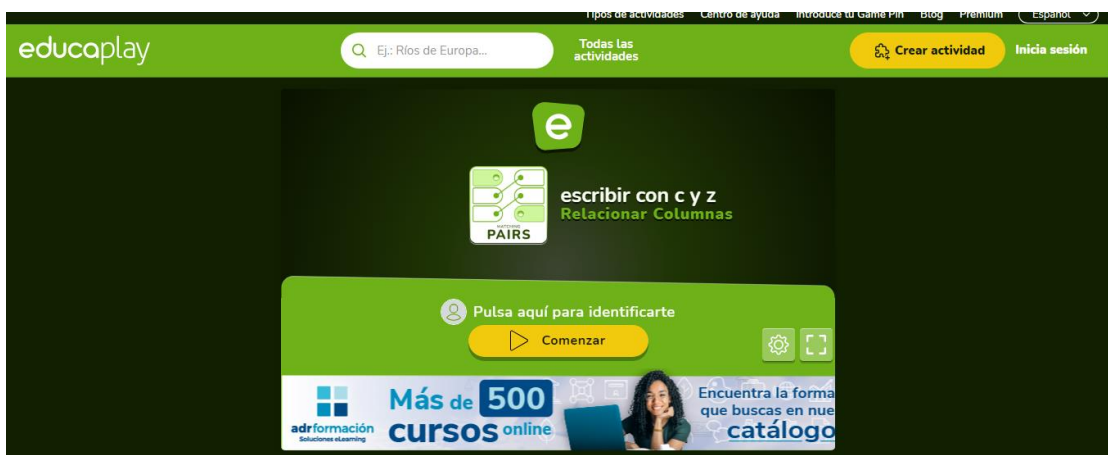 Tipos de actividades Centro de ayuda Introduce tu Game Pin Blog Premium Español
educaplay
Ej.: Ríos de Europa...
Todas las
actividades
Crear actividad
Inicia sesión
e
escribir con c y z
Relacionar Columnas
MATCHING
PAIRS
Pulsa aquí para identificarte
Comenzar
adrformación
Soluciones eLearning
Más de 500
cursos online
Encuentra la forma
que buscas en nue
catálogo